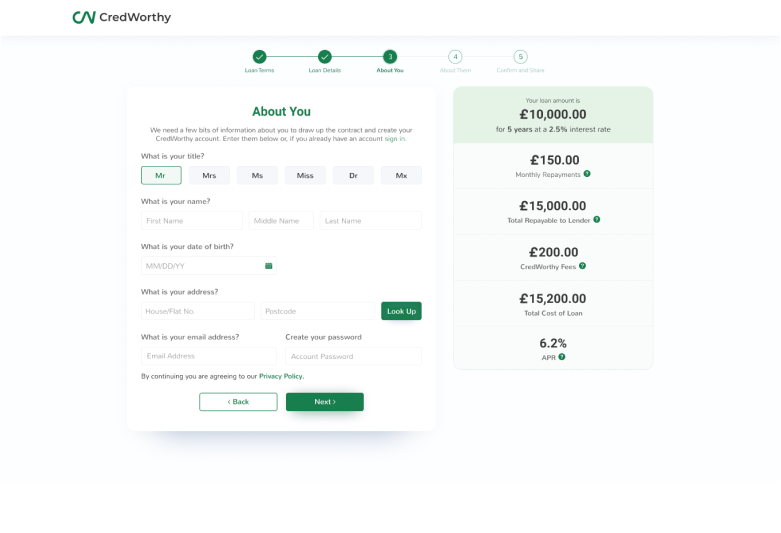 CredWorthy
3
4
5
Loan Terms
Loan Details
About You
About Them
Confirm and Share
About You
We need a few bits of information about you to draw up the contract and create your
CredWorthy account. Enter them below or, if you already have an account sign in.
What is your title?
Mr
Mrs
Ms
Miss
Dr
Mx
What is your name?
First Name
Middle Name
Last Name
What is your date of birth?
MM/DD/YY
What is your address?
House/Flat No.
Postcode
Look Up
What is your email address?
Create your password
Email Address
Account Password
By continuing you are agreeing to our Privacy Policy.
‹ Back
Next ›
Your loan amount is
£10,000.00
for 5 years at a 2.5% interest rate
£150.00
Monthly Repayments ?
£15,000.00
Total Repayable to Lender ?
£200.00
CredWorthy Fees ?
£15,200.00
Total Cost of Loan
6.2%
APR ?